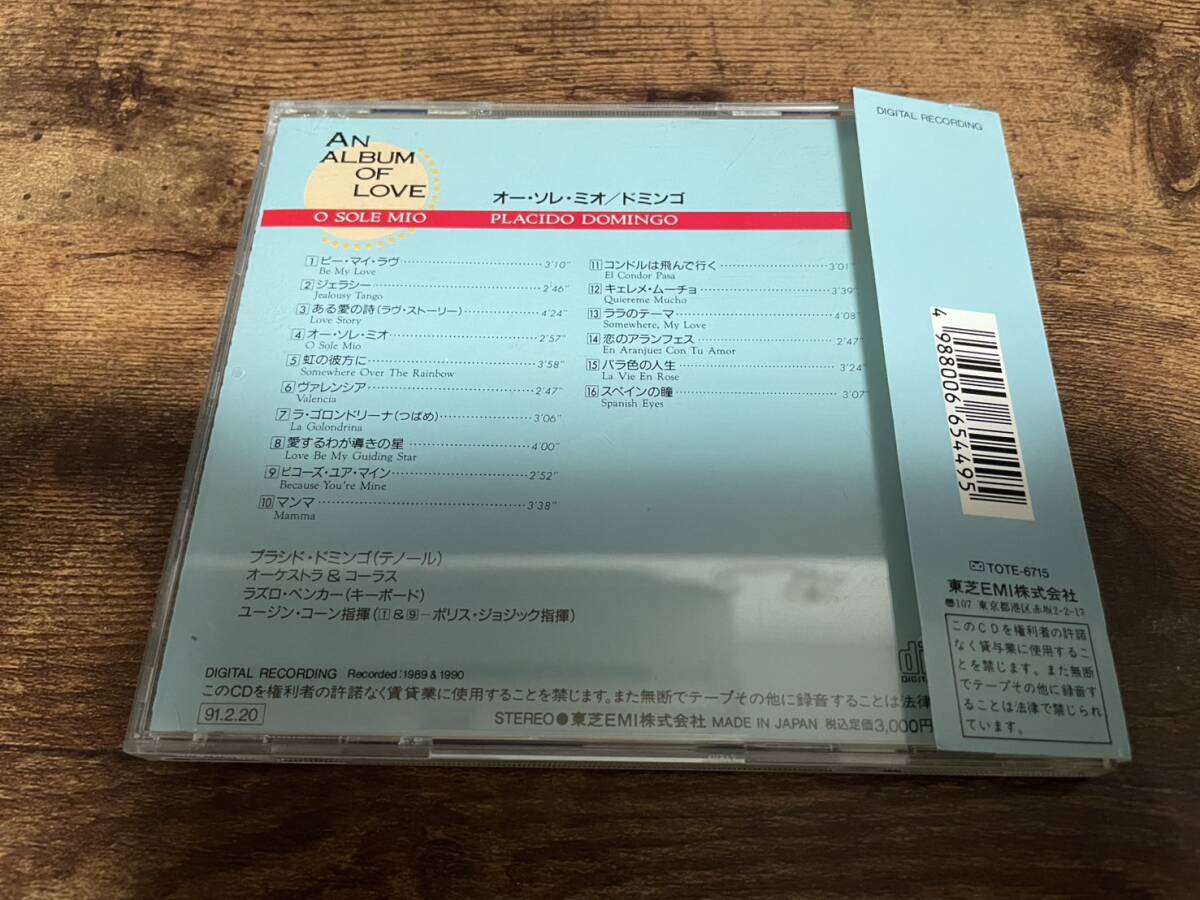 AN
ALBUM
OF
LOVE
オー・ソレ・ミオ/ドミンゴ
O SOLE MIO PLACIDO DOMINGO
1 ビー・マイ・ラヴ 3'10"
Be My Love
2 ジェラシー 2'46"
Jealousy Tango
3 ある愛の詩(ラヴ・ストーリー) 4'24"
Love Story
4 オー・ソレ・ミオ 2'57"
O Sole Mio
5 虹の彼方に 3'58"
Somewhere Over The Rainbow
6 ヴァレンシア 2'47"
Valencia
7 ラ・ゴロンドリーナ(つばめ) 3'06"
La Golondrina
8 愛するわが導きの星 4'00"
Love Be My Guiding Star
9 ビコーズ・ユア・マイン 2'52"
Because You're Mine
10 マンマ 3'38"
Mamma
11 コンドルは飛んで行く 3'01"
El Condor Pasa
12 キェレメ・ムーチョ 3'39"
Quiereme Mucho
13 ララのテーマ 4'08"
Somewhere, My Love
14 恋のアランフェス 2'47"
En Aranjuez Con Tu Amor
15 バラ色の人生 3'24"
La Vie En Rose
16 スペインの瞳 3'07"
Spanish Eyes
プラシド・ドミンゴ(テノール)
オーケストラ&コーラス
ラズロ・ベンカー(キーボード)
ユージン・コーン指揮(1&9-ボリス・ジョジック指揮)
DIGITAL RECORDING Recorded:1989 & 1990
このCDを権利者の許諾なく賃貸業に使用することを禁じます。また無断でテープその他に録音することは法律
91.2.20 STEREO●東芝EMI株式会社 MADE IN JAPAN 税込定価3,000円
DIGITAL RECORDING
4 988006 654495
TOTE-6715
東芝EMI株式会社
〠107 東京都港区赤坂2-2-17
このCDを権利者の許諾
なく賃貸業に使用するこ
とを禁じます。また無断
でテープその他に録音す
ることは法律で禁じられ
ています。